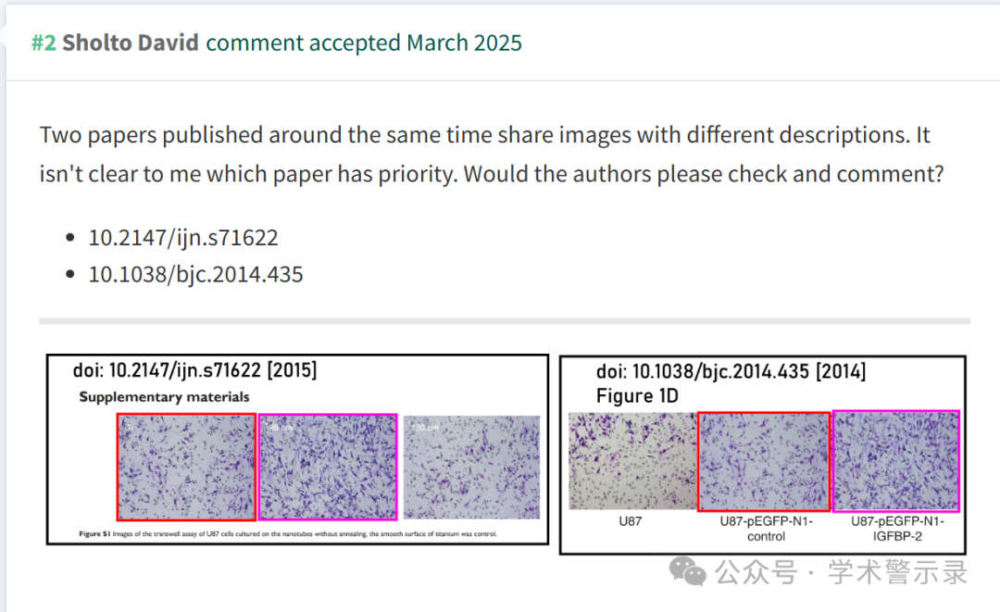 #2 Sholto David comment accepted March 2025
Two papers published around the same time share images with different descriptions. It
isn't clear to me which paper has priority. Would the authors please check and comment?
• 10.2147/ijn.s71622
• 10.1038/bjc.2014.435
doi: 10.2147/ijn.s71622 [2015]
Supplementary materials
Figure S1 Images of the transwell assay of U87 cells cultured on the nanotubes without annealing, the smooth surface of titanium was control.
doi: 10.1038/bjc.2014.435 [2014]
Figure 1D
U87
U87-pEGFP-N1-
control
U87-pEGFP-N1-
IGFBP-2
公众号 · 学术警示录